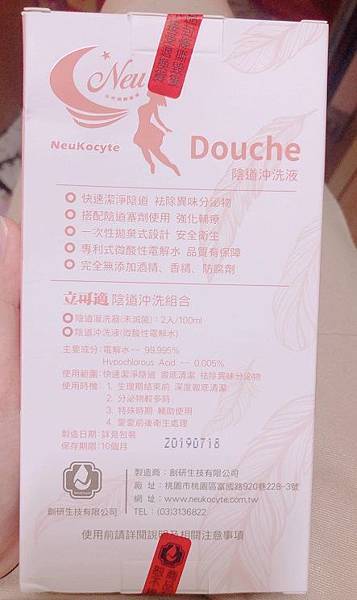 Neu
NeuKocyte
Douche
陰道沖洗液
快速潔淨陰道 袪除異味分泌物
搭配陰道塞劑使用 強化輔療
一次性拋棄式設計 安全衛生
專利式微酸性電解水 品質有保障
完全無添加酒精、香精、防腐劑
立可適 陰道沖洗組合
陰道灌洗器(未滅菌)：2入/100ml
陰道沖洗液(微酸性電解水)
主要成分：電解水-- 99.995%
Hypochlorous Acid -- 0.005%
使用範圍：快速潔淨陰道 徹底清潔 袪除異味分泌物
使用時機：1. 生理期結束前 深度徹底清潔
2. 分泌物較多時
3. 特殊時期 輔助使用
4. 愛愛前後衛生處理
製造日期：詳見包裝
20190718
保存期限：10個月
製造商：創研生技有限公司
廠 址：桃園市桃園區富國路920巷228-3號
網 址：www.neukocyte.com.tw
TEL：(03)3136822
創研生技有限公司
使用前請詳閱說明及相關注意事項